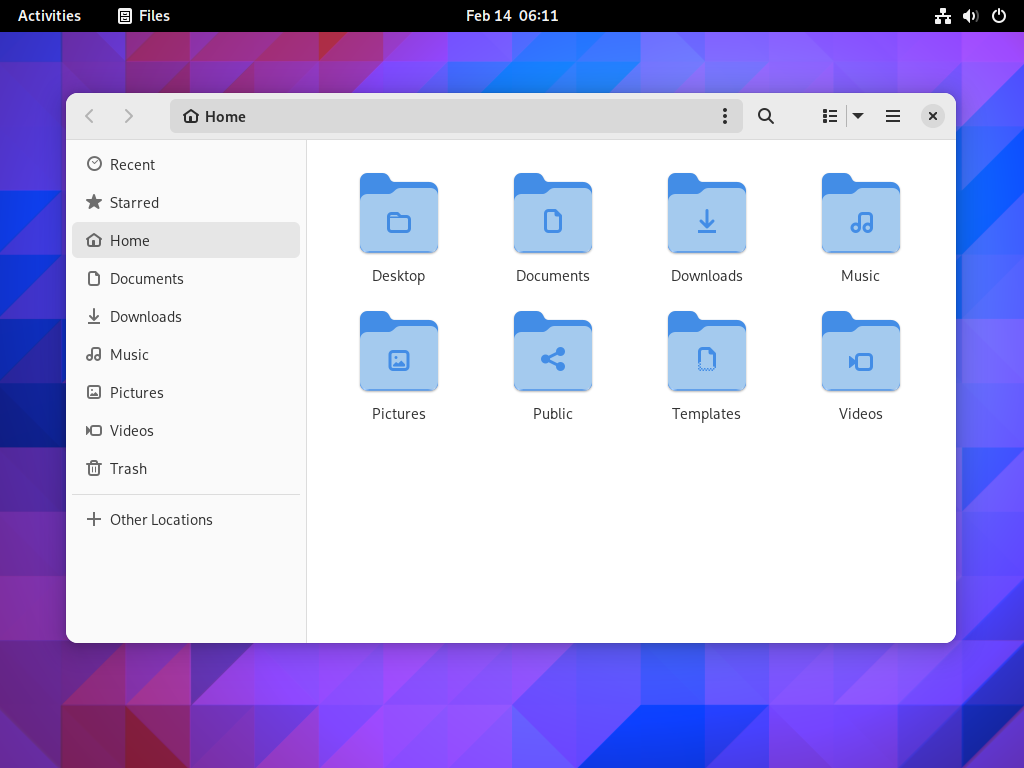 Activities Files Feb 14 06:11
Home
Recent
Starred
Home
Documents
Downloads
Music
Pictures
Videos
Trash
Other Locations
Desktop Documents Downloads Music
Pictures Public Templates Videos